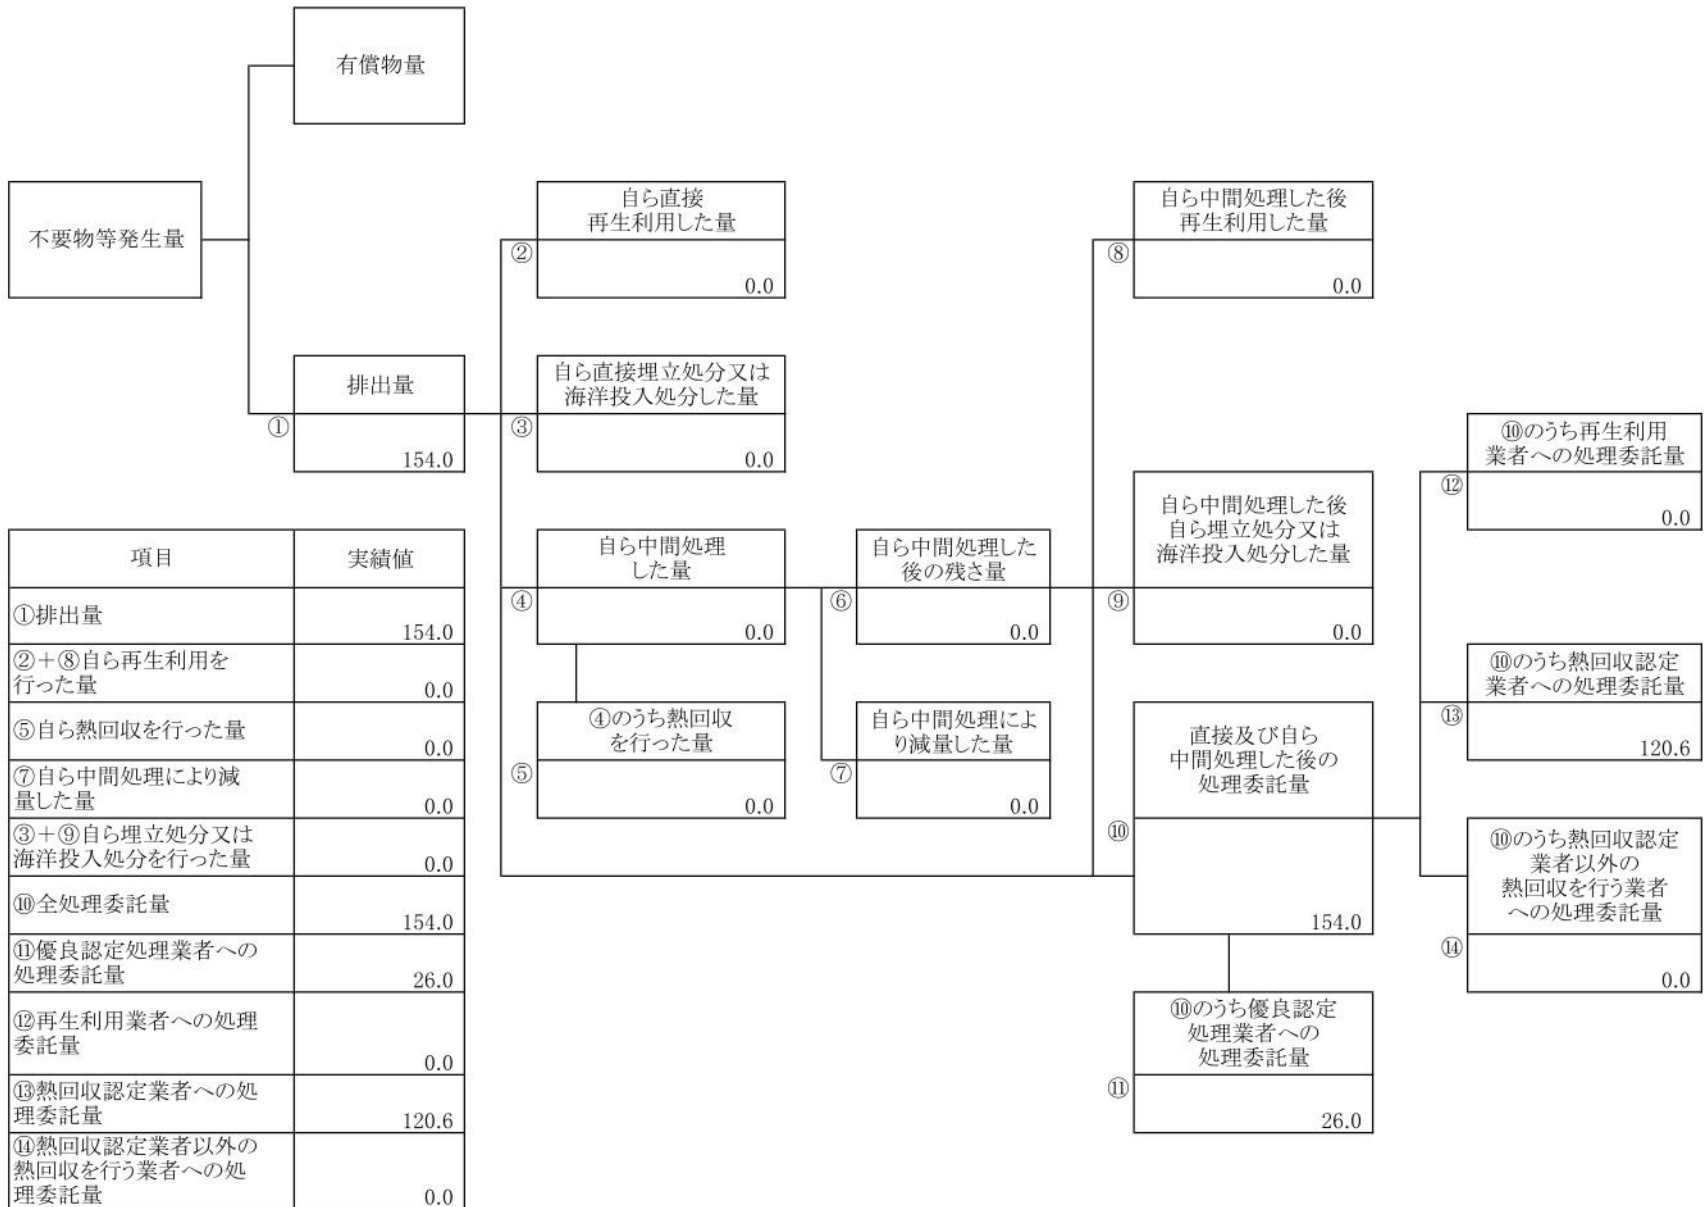 有償物量
不要物等発生量
自ら直接
再生利用した量
②
0.0
自ら中間処理した後
再生利用した量
⑧
0.0
排出量
①
154.0
自ら直接埋立処分又は
海洋投入処分した量
③
0.0
⑩のうち再生利用
業者への処理委託量
⑫
0.0
自ら中間処理
した量
④
0.0
自ら中間処理した
後の残さ量
⑥
0.0
自ら中間処理した後
自ら埋立処分又は
海洋投入処分した量
⑨
0.0
⑩のうち熱回収認定
業者への処理委託量
⑬
120.6
④のうち熱回収
を行った量
⑤
0.0
自ら中間処理によ
り減量した量
⑦
0.0
直接及び自ら
中間処理した後の
処理委託量
⑩
154.0
⑩のうち熱回収認定
業者以外の
熱回収を行う業者
への処理委託量
⑭
0.0
⑩のうち優良認定
処理業者への
処理委託量
⑪
26.0
項目 実績値
①排出量
154.0
②+⑧自ら再生利用を
行った量
0.0
⑤自ら熱回収を行った量
0.0
⑦自ら中間処理により減
量した量
0.0
③+⑨自ら埋立処分又は
海洋投入処分を行った量
0.0
⑩全処理委託量
154.0
⑪優良認定処理業者への
処理委託量
26.0
⑫再生利用業者への処理
委託量
0.0
⑬熱回収認定業者への処
理委託量
120.6
⑭熱回収認定業者以外の
熱回収を行う業者への処
理委託量
0.0